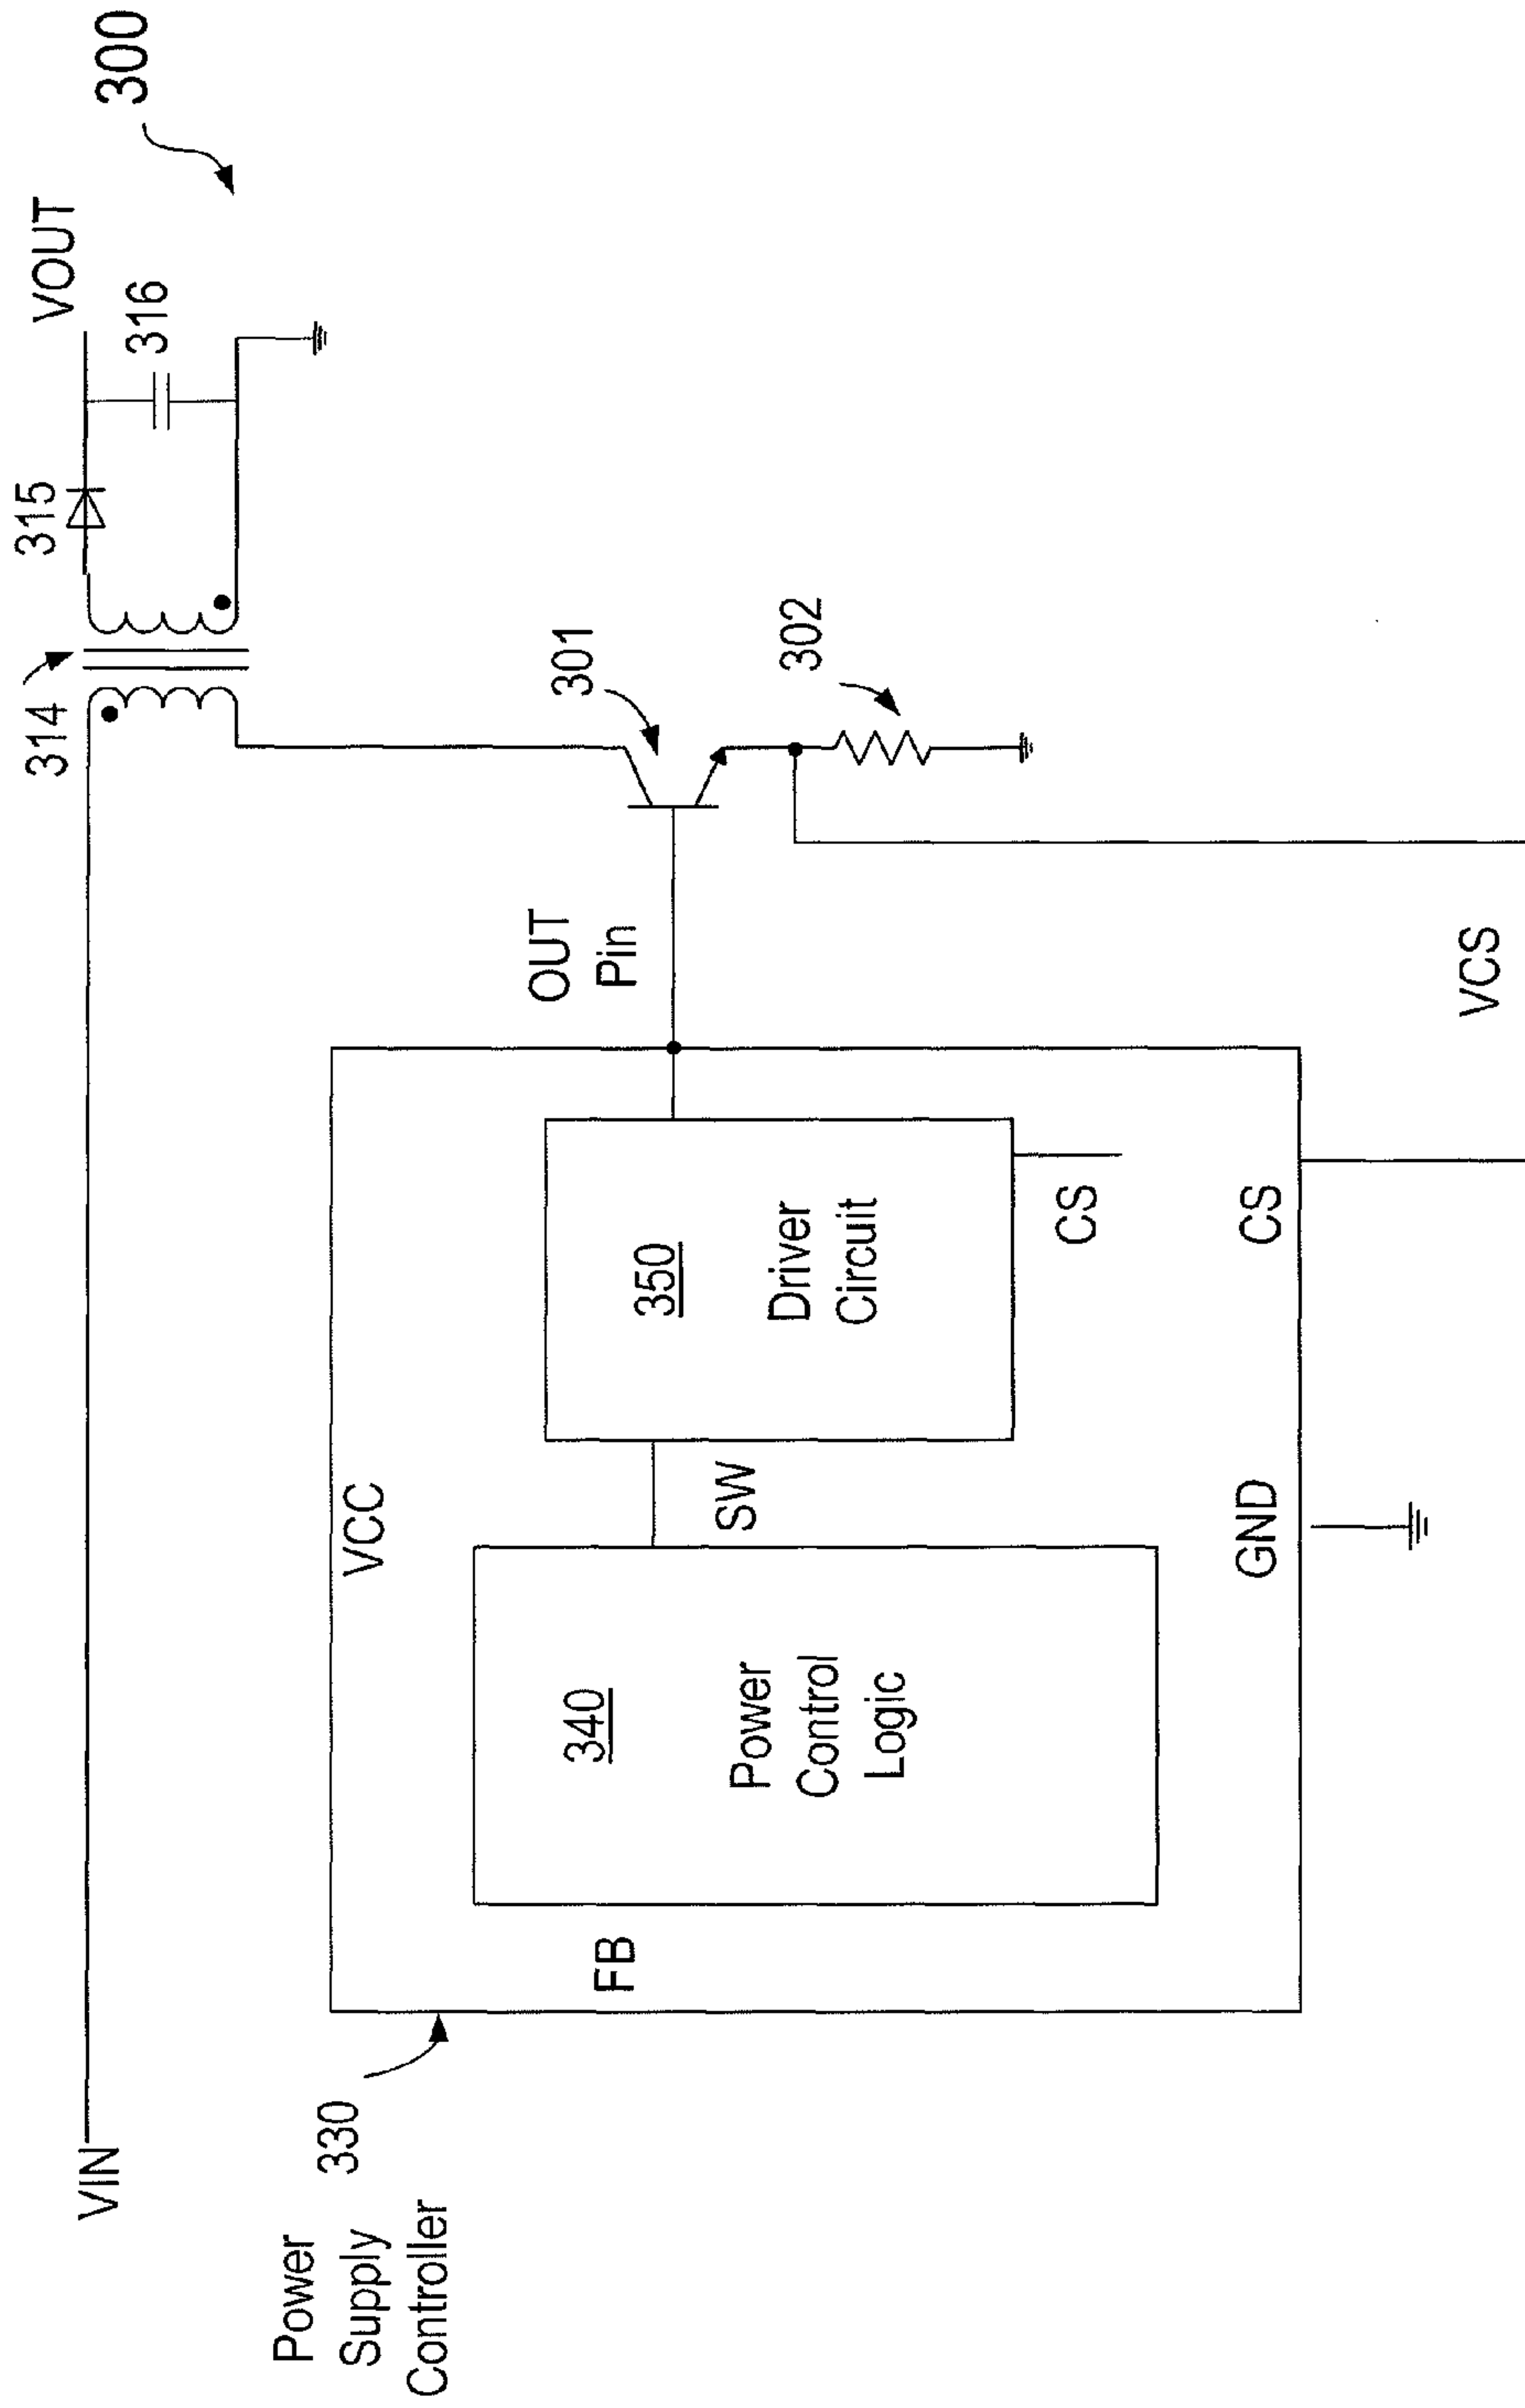 300
VOUT
314
315
316
VIN
301
302
OUT
Pin
Power
Supply
Controller
330
VCC
FB
340
Power
Control
Logic
SW
350
Driver
Circuit
CS
GND
CS
VCS